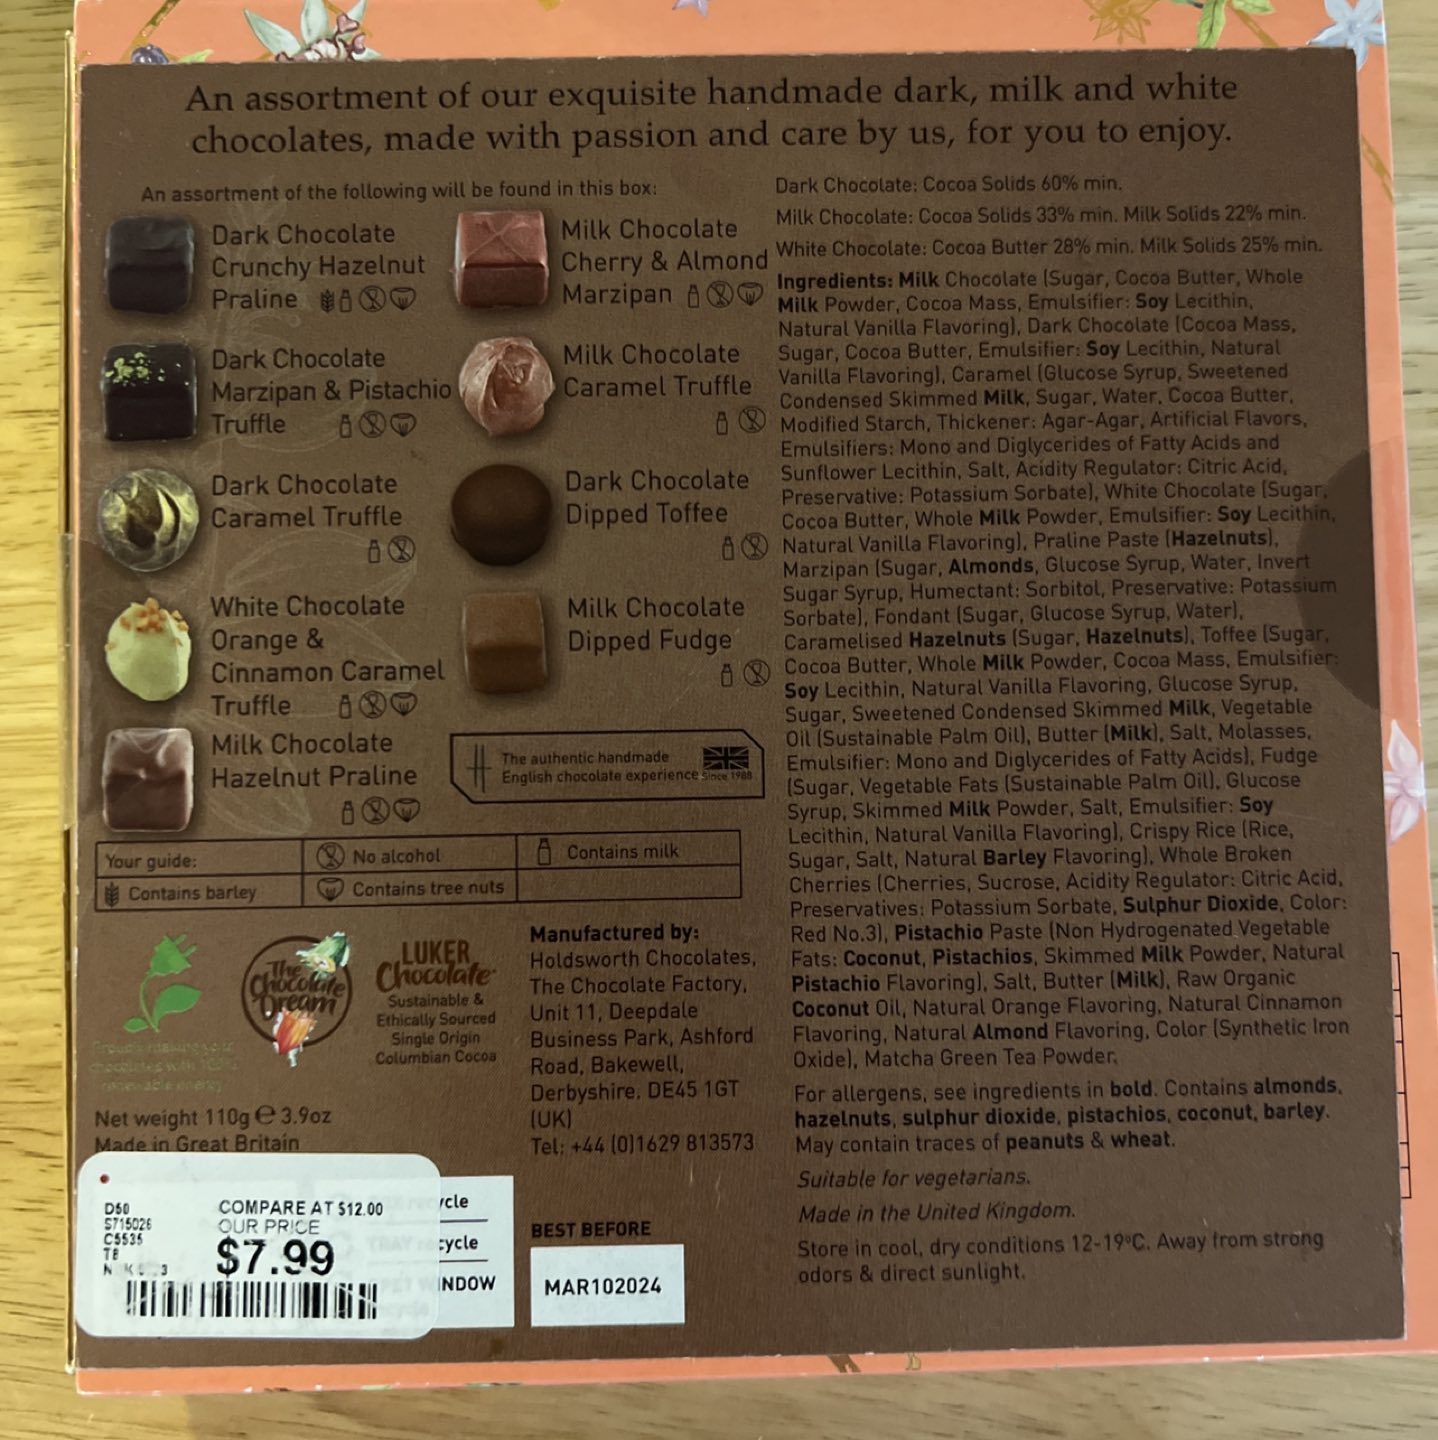 An assortment of our exquisite handmade dark, milk and white
chocolates, made with passion and care by us, for you to enjoy.
An assortment of the following will be found in this box:
Dark Chocolate
Crunchy Hazelnut
Praline
Dark Chocolate
Marzipan & Pistachio
Truffle
Dark Chocolate
Caramel Truffle
White Chocolate
Orange &
Cinnamon Caramel
Truffle
Milk Chocolate
Hazelnut Praline
Milk Chocolate
Cherry & Almond
Marzipan
Milk Chocolate
Caramel Truffle
Dark Chocolate
Dipped Toffee
Milk Chocolate
Dipped Fudge
The authentic handmade
English chocolate experience Since 1988
Your guide:
No alcohol
Contains milk
Contains barley
Contains tree nuts
The
Chocolate
Dream
LUKER
Chocolate
Sustainable &
Ethically Sourced
Single Origin
Columbian Cocoa
Proudly making your
chocolates with 100%
renewable energy
Net weight 110g e 3.9oz
Made in Great Britain
Manufactured by:
Holdsworth Chocolates,
The Chocolate Factory,
Unit 11, Deepdale
Business Park, Ashford
Road, Bakewell,
Derbyshire, DE45 1GT
(UK)
Tel: +44 (0)1629 813573
D50
S715026
C5535
T8
COMPARE AT $12.00
OUR PRICE
$7.99
TRAY
WINDOW
BEST BEFORE
MAR102024
Dark Chocolate: Cocoa Solids 60% min.
Milk Chocolate: Cocoa Solids 33% min. Milk Solids 22% min.
White Chocolate: Cocoa Butter 28% min. Milk Solids 25% min.
Ingredients: Milk Chocolate (Sugar, Cocoa Butter, Whole
Milk Powder, Cocoa Mass, Emulsifier: Soy Lecithin,
Natural Vanilla Flavoring), Dark Chocolate (Cocoa Mass,
Sugar, Cocoa Butter, Emulsifier: Soy Lecithin, Natural
Vanilla Flavoring), Caramel (Glucose Syrup, Sweetened
Condensed Skimmed Milk, Sugar, Water, Cocoa Butter,
Modified Starch, Thickener: Agar-Agar, Artificial Flavors,
Emulsifiers: Mono and Diglycerides of Fatty Acids and
Sunflower Lecithin, Salt, Acidity Regulator: Citric Acid,
Preservative: Potassium Sorbate), White Chocolate (Sugar,
Cocoa Butter, Whole Milk Powder, Emulsifier: Soy Lecithin,
Natural Vanilla Flavoring), Praline Paste (Hazelnuts),
Marzipan (Sugar, Almonds, Glucose Syrup, Water, Invert
Sugar Syrup, Humectant: Sorbitol, Preservative: Potassium
Sorbate), Fondant (Sugar, Glucose Syrup, Water),
Caramelised Hazelnuts (Sugar, Hazelnuts), Toffee (Sugar,
Cocoa Butter, Whole Milk Powder, Cocoa Mass, Emulsifier:
Soy Lecithin, Natural Vanilla Flavoring, Glucose Syrup,
Sugar, Sweetened Condensed Skimmed Milk, Vegetable
Oil (Sustainable Palm Oil), Butter (Milk), Salt, Molasses,
Emulsifier: Mono and Diglycerides of Fatty Acids), Fudge
(Sugar, Vegetable Fats (Sustainable Palm Oil), Glucose
Syrup, Skimmed Milk Powder, Salt, Emulsifier: Soy
Lecithin, Natural Vanilla Flavoring), Crispy Rice (Rice,
Sugar, Salt, Natural Barley Flavoring), Whole Broken
Cherries (Cherries, Sucrose, Acidity Regulator: Citric Acid,
Preservatives: Potassium Sorbate, Sulphur Dioxide, Color:
Red No.3), Pistachio Paste (Non Hydrogenated Vegetable
Fats: Coconut, Pistachios, Skimmed Milk Powder, Natural
Pistachio Flavoring), Salt, Butter (Milk), Raw Organic
Coconut Oil, Natural Orange Flavoring, Natural Cinnamon
Flavoring, Natural Almond Flavoring, Color (Synthetic Iron
Oxide), Matcha Green Tea Powder.
For allergens, see ingredients in bold. Contains almonds,
hazelnuts, sulphur dioxide, pistachios, coconut, barley.
May contain traces of peanuts & wheat.
Suitable for vegetarians.
Made in the United Kingdom.
Store in cool, dry conditions 12-19°C. Away from strong
odors & direct sunlight.